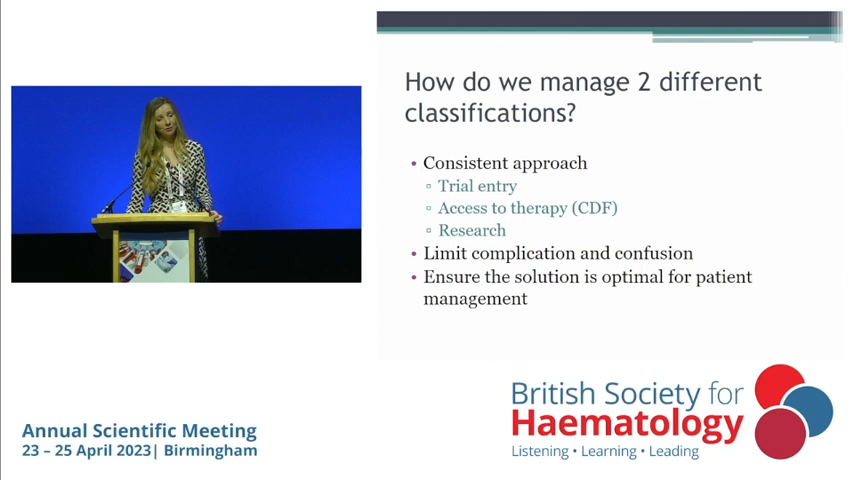 How do we manage 2 different
classifications?
• Consistent approach
▫ Trial entry
▫ Access to therapy (CDF)
▫ Research
• Limit complication and confusion
• Ensure the solution is optimal for patient
management
Annual Scientific Meeting
23 – 25 April 2023| Birmingham
British Society for
Haematology
Listening • Learning • Leading